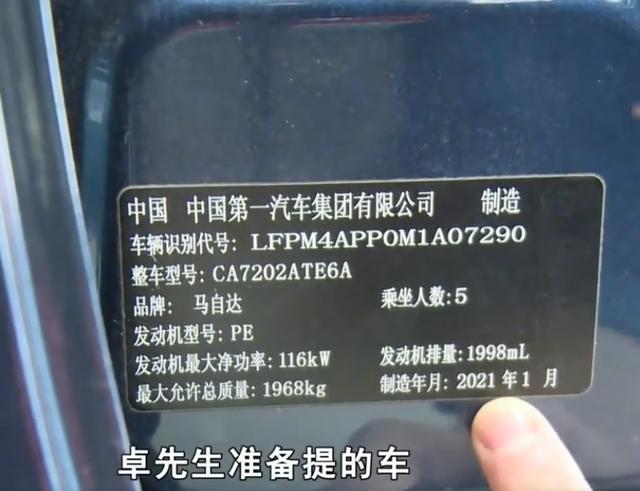 中国 中国第一汽车集团有限公司 制造
车辆识别代号: LFPM4APP0M1A07290
整车型号: CA7202ATE6A
品牌: 马自达 乘坐人数: 5
发动机型号: PE
发动机最大净功率: 116kW 发动机排量: 1998mL
最大允许总质量: 1968kg 制造年月: 2021 年 1 月
卓先生准备提的车